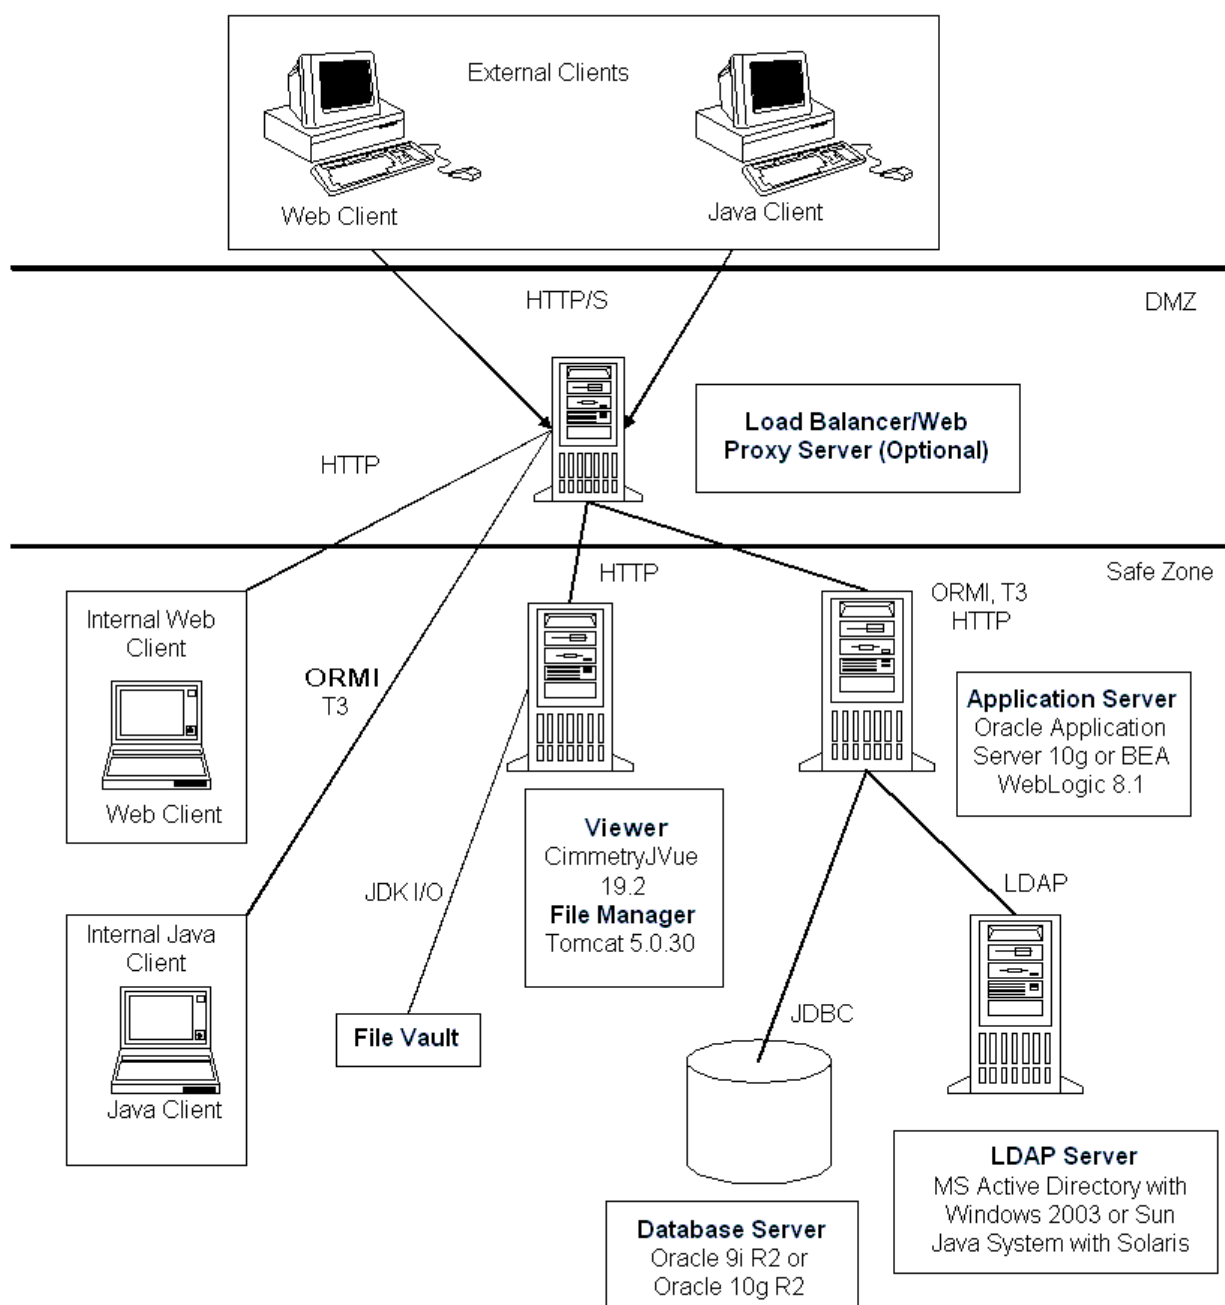 External Clients
Web Client
Java Client
HTTP/S
DMZ
Load Balancer/Web
Proxy Server (Optional)
HTTP
HTTP
Safe Zone
ORMI, T3
HTTP
Internal Web
Client
Web Client
ORMI
T3
Application Server
Oracle Application
Server 10g or BEA
WebLogic 8.1
Viewer
CimmetryJVue
19.2
File Manager
Tomcat 5.0.30
JDK I/O
LDAP
Internal Java
Client
Java Client
File Vault
JDBC
LDAP Server
MS Active Directory with
Windows 2003 or Sun
Java System with Solaris
Database Server
Oracle 9i R2 or
Oracle 10g R2